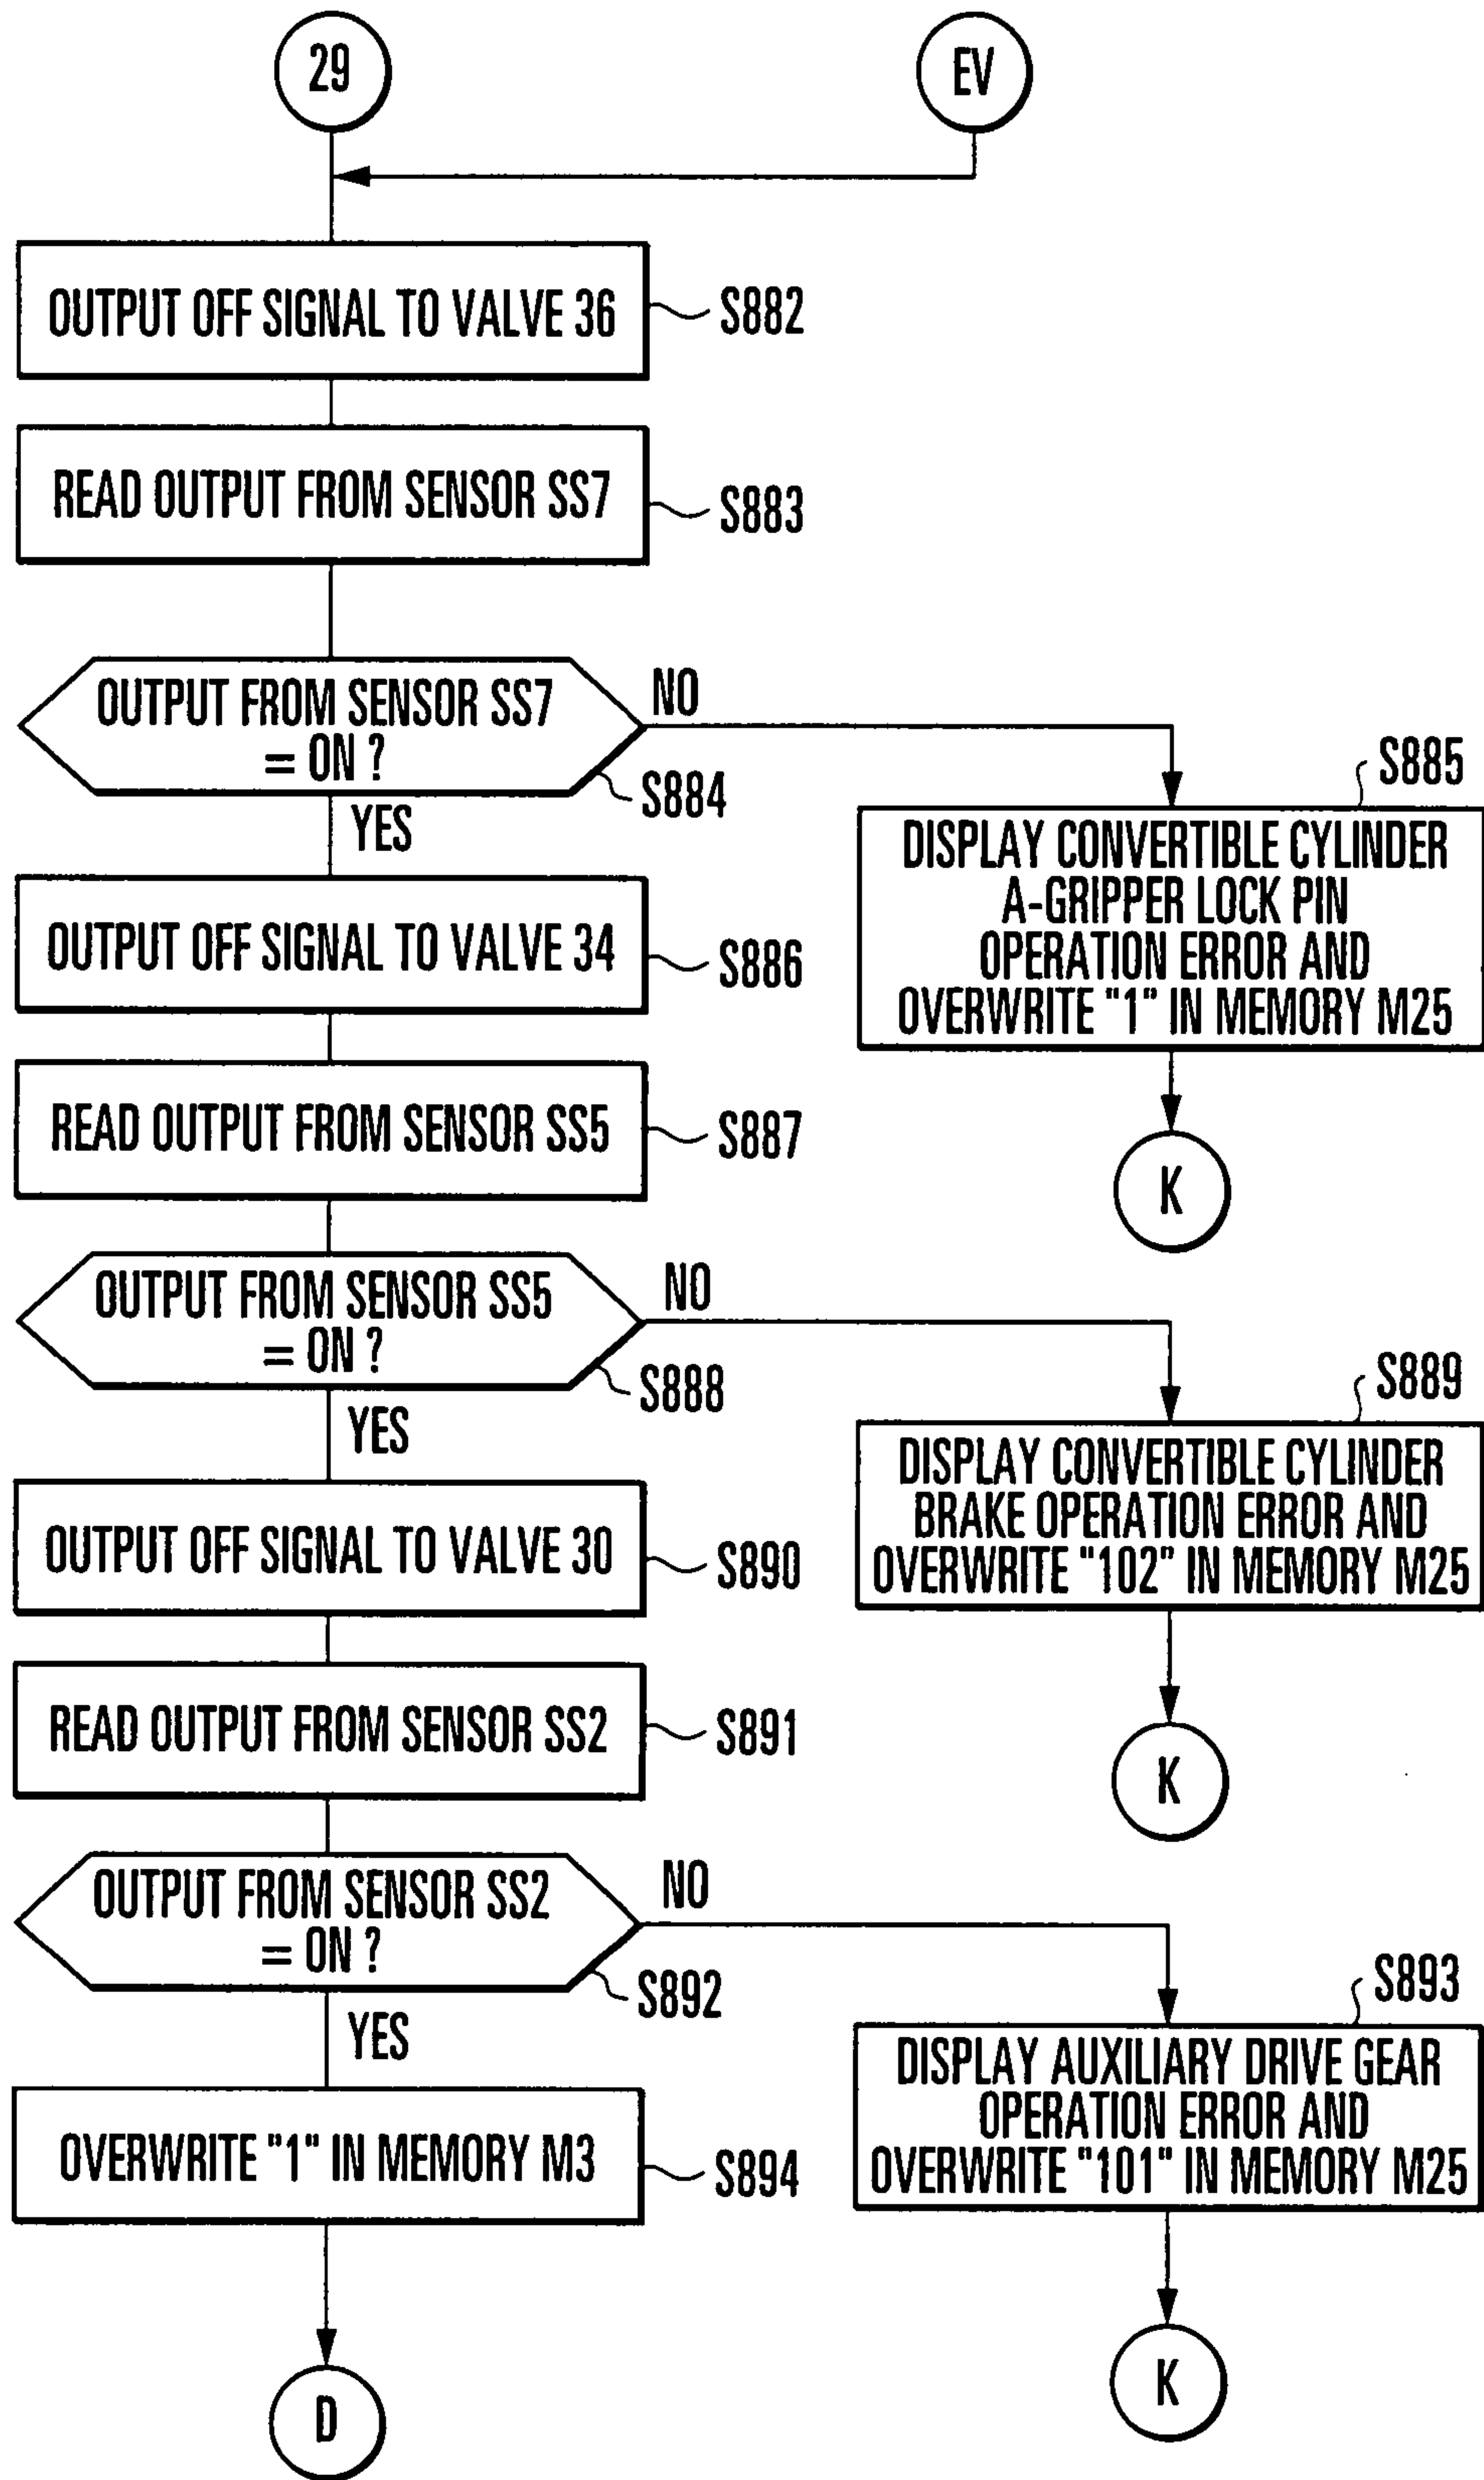 29
EV
OUTPUT OFF SIGNAL TO VALVE 36
S882
READ OUTPUT FROM SENSOR SS7
S883
OUTPUT FROM SENSOR SS7
= ON ?
S884
NO
YES
S885
DISPLAY CONVERTIBLE CYLINDER
A-GRIPPER LOCK PIN
OPERATION ERROR AND
OVERWRITE "1" IN MEMORY M25
K
OUTPUT OFF SIGNAL TO VALVE 34
S886
READ OUTPUT FROM SENSOR SS5
S887
OUTPUT FROM SENSOR SS5
= ON ?
S888
NO
YES
S889
DISPLAY CONVERTIBLE CYLINDER
BRAKE OPERATION ERROR AND
OVERWRITE "102" IN MEMORY M25
K
OUTPUT OFF SIGNAL TO VALVE 30
S890
READ OUTPUT FROM SENSOR SS2
S891
OUTPUT FROM SENSOR SS2
= ON ?
S892
NO
YES
S893
DISPLAY AUXILIARY DRIVE GEAR
OPERATION ERROR AND
OVERWRITE "101" IN MEMORY M25
K
OVERWRITE "1" IN MEMORY M3
S894
D